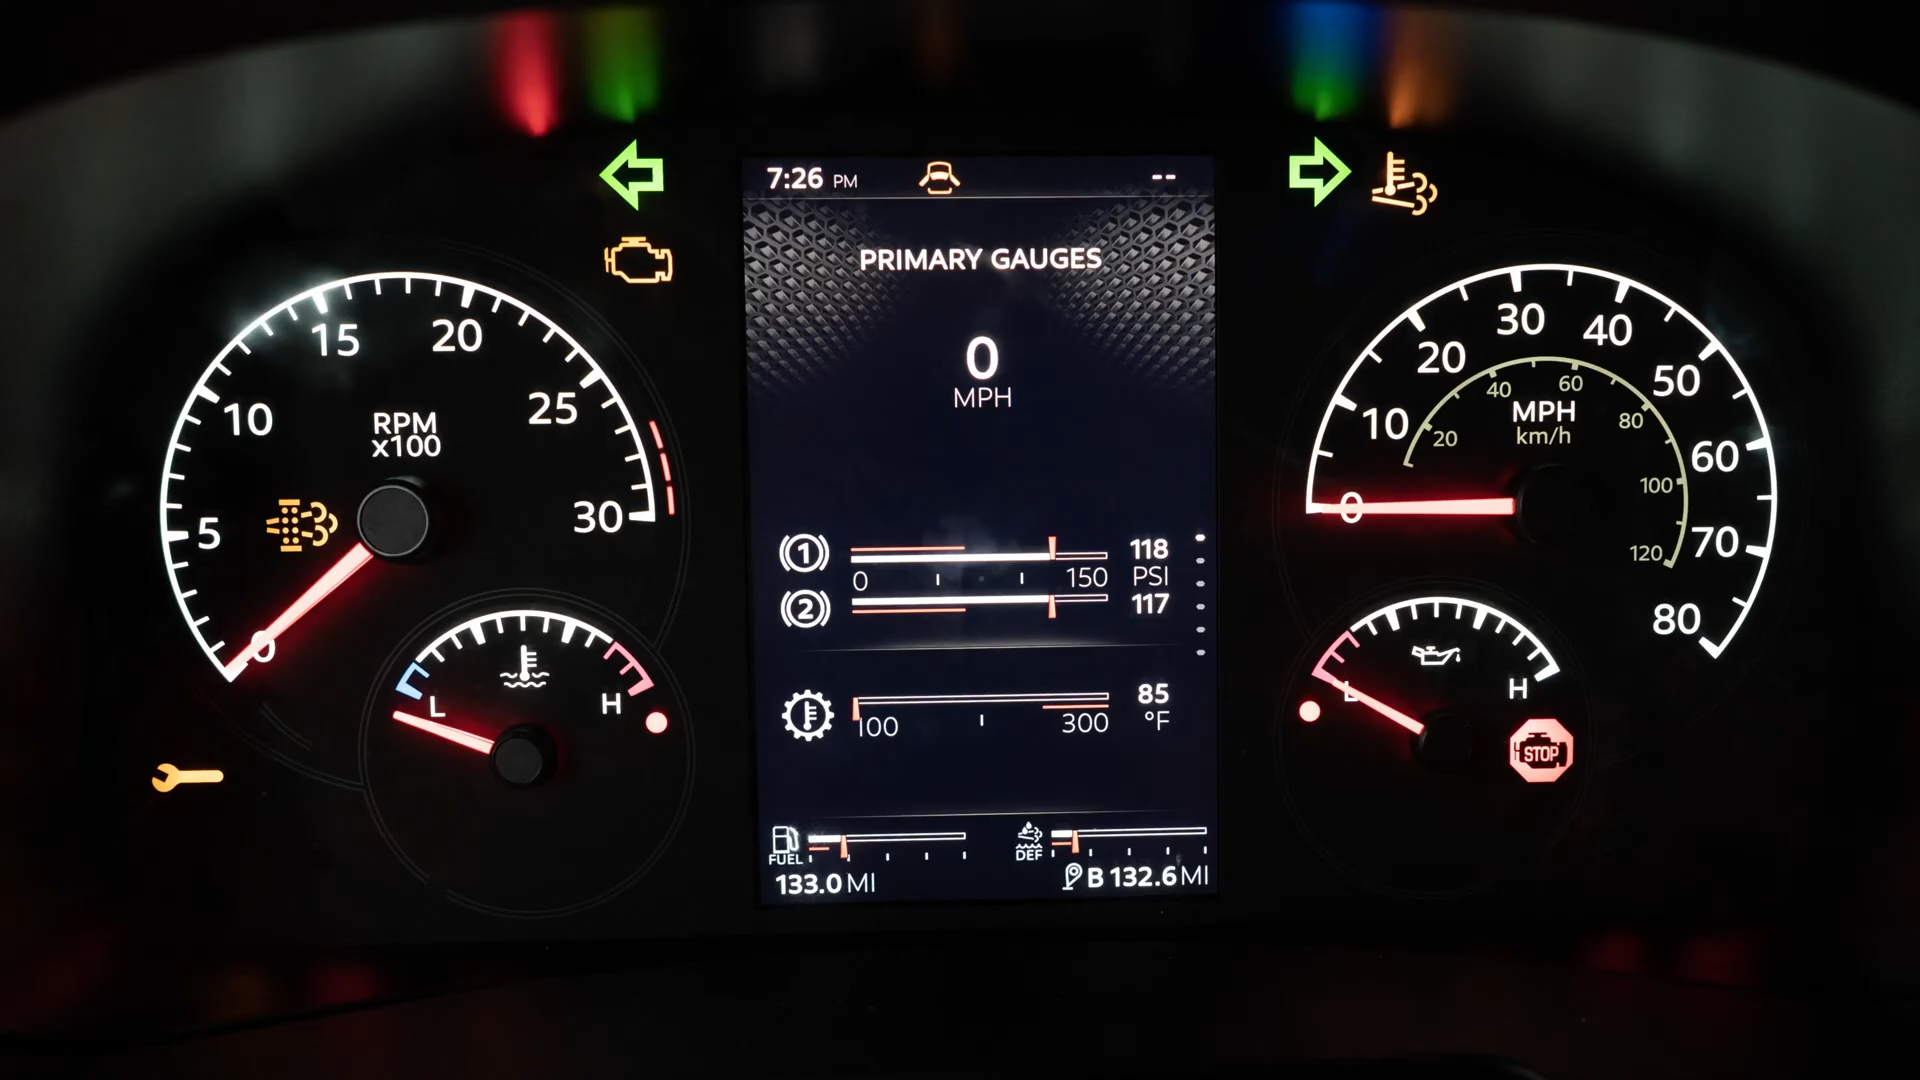 7:26 PM
--
PRIMARY GAUGES
0
MPH
0 5 10 15 20 25 30
RPM
x100
L H
1
118
0 150 PSI
2
117
85
100 300 °F
FUEL
DEF
133.0 MI
B 132.6 MI
0 10 20 30 40 50 60 70 80
MPH
km/h
20 40 60 80 100 120
L H
STOP